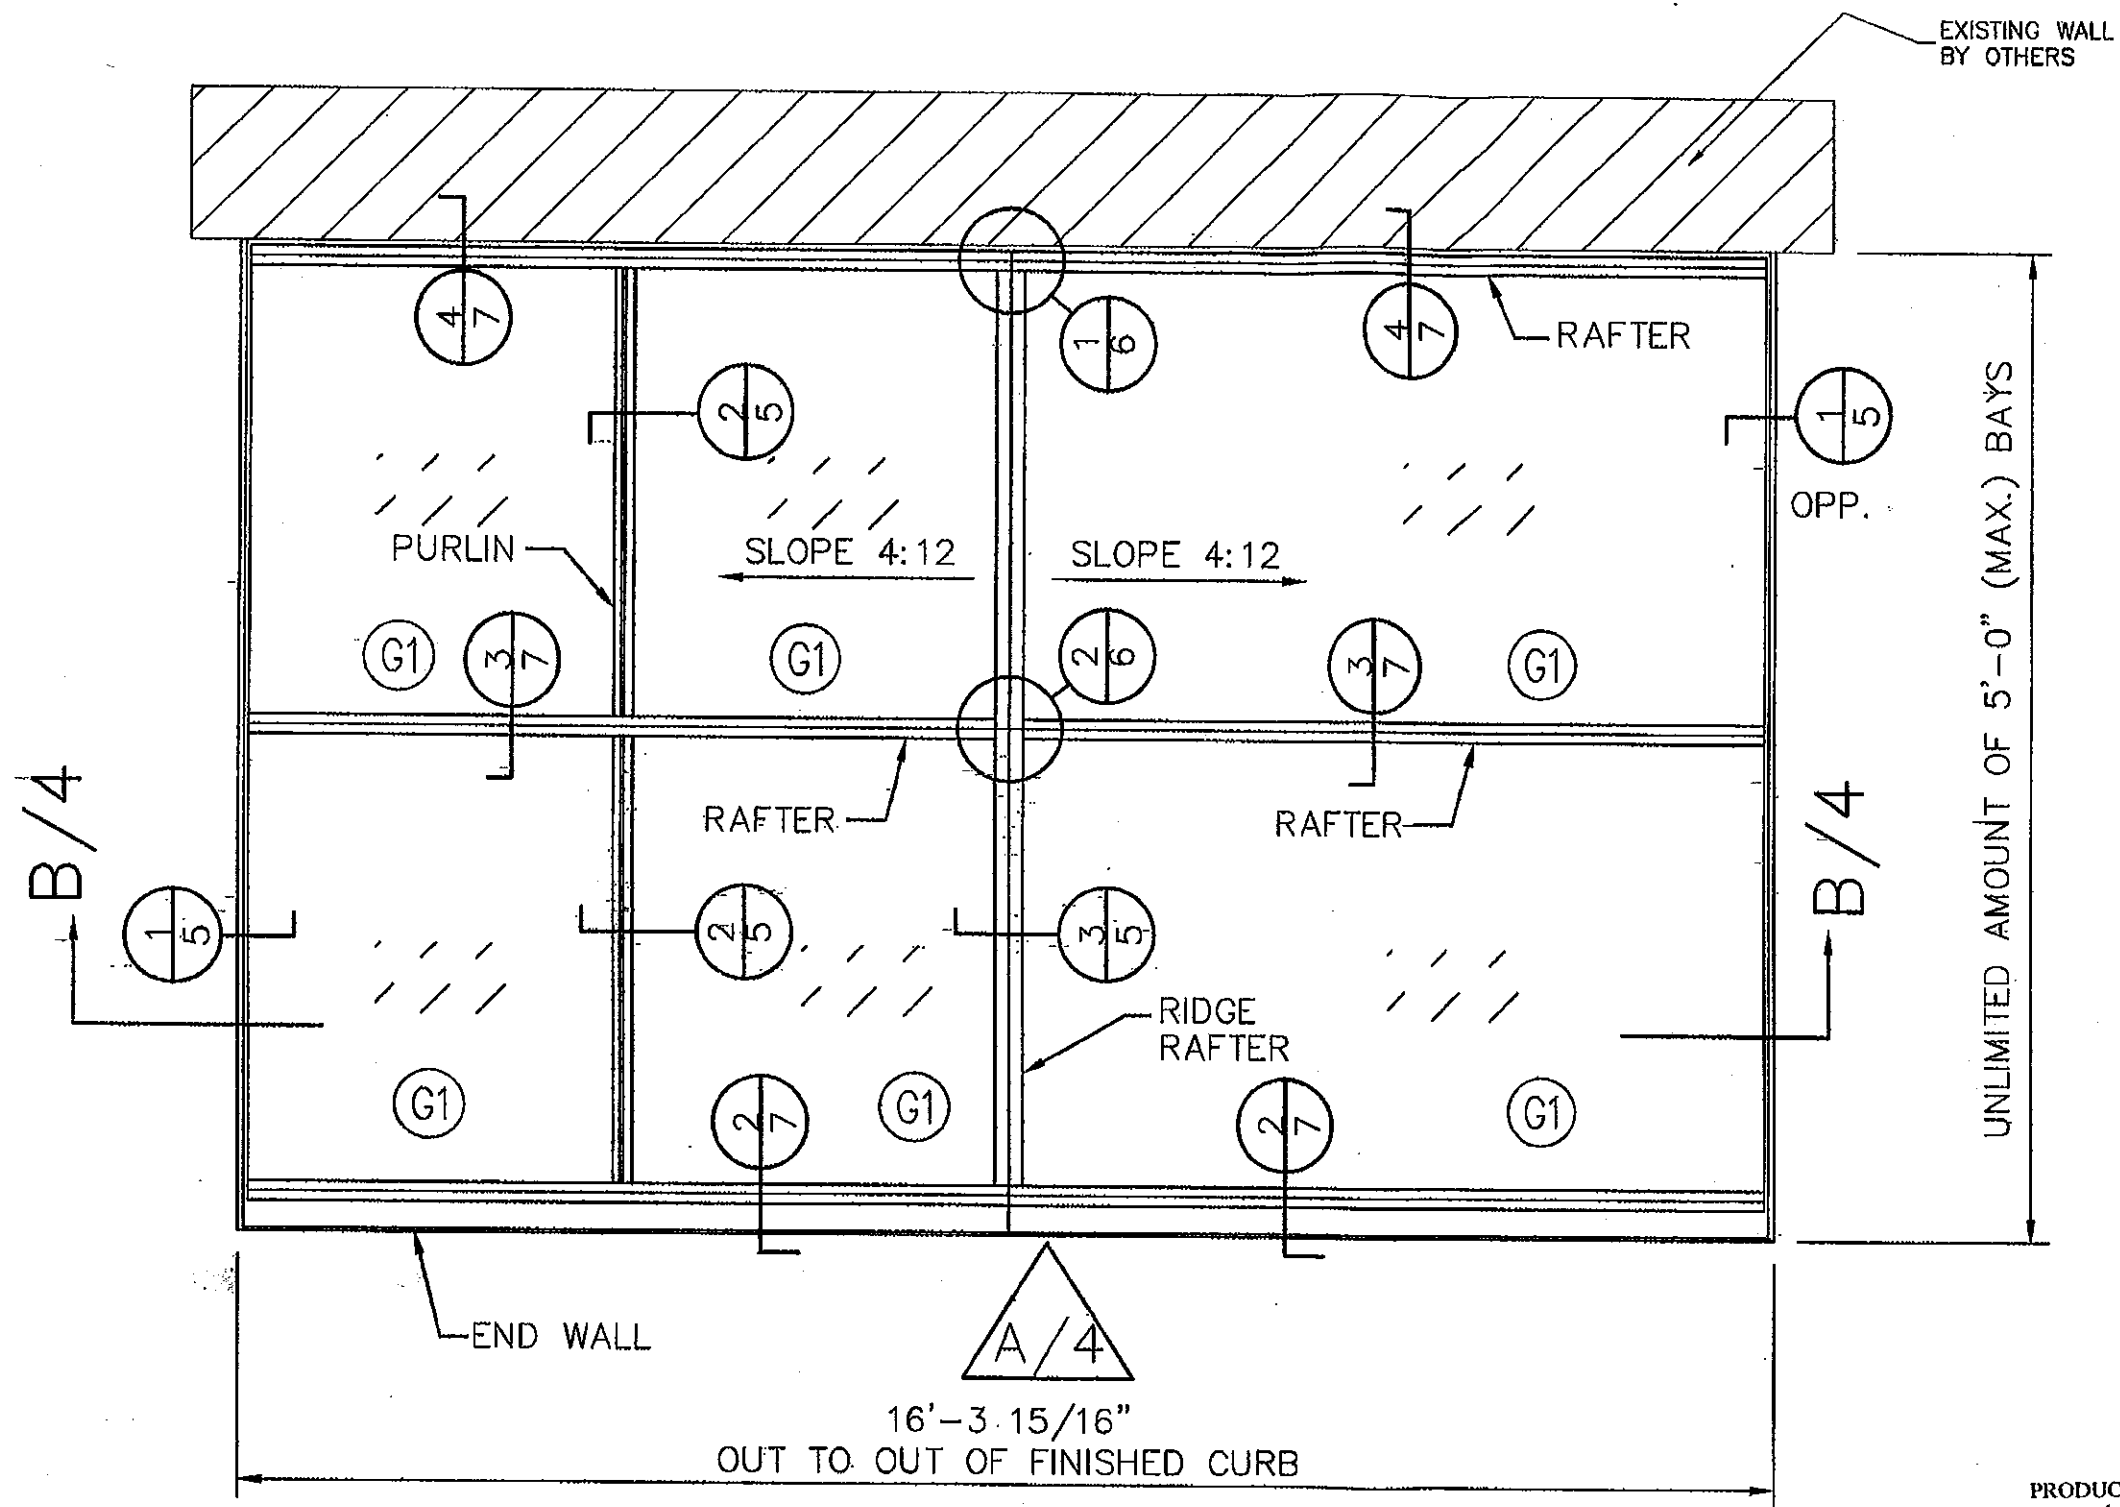 EXISTING WALL
BY OTHERS
4 7
1 6
4 7
RAFTER
2 5
1 5
OPP.
PURLIN
SLOPE 4:12
SLOPE 4:12
G1
3 7
G1
2 6
3 7
G1
UNLIMITED AMOUNT OF 5'-0" (MAX.) BAYS
B/4
RAFTER
RAFTER
B/4
1 5
2 5
3 5
RIDGE
RAFTER
G1
2 7
G1
2 7
G1
END WALL
A/4
16'-3 15/16"
OUT TO OUT OF FINISHED CURB
PRODUC